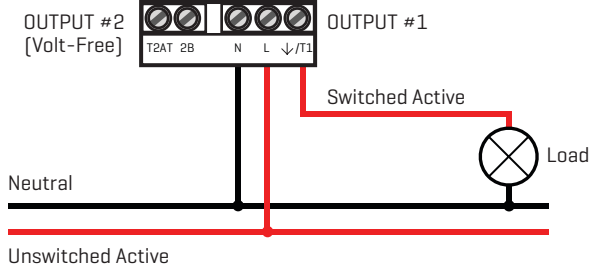 OUTPUT #2
(Volt-Free)
OUTPUT #1
T2AT 2B N L ↓/T1
Switched Active
Load
Neutral
Unswitched Active